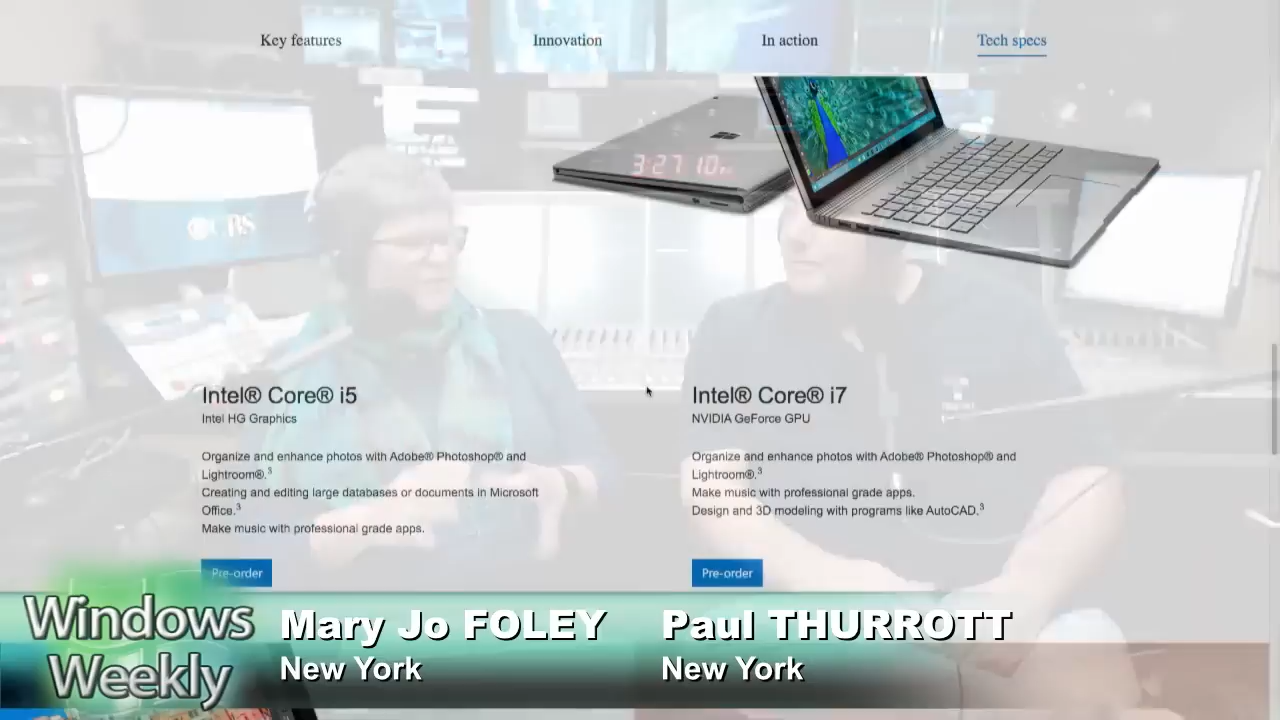 Key features
Innovation
In action
Tech specs
3:27 10
CBS
Intel® Core® i5
Intel HG Graphics
Organize and enhance photos with Adobe® Photoshop® and
Lightroom®.3
Creating and editing large databases or documents in Microsoft
Office.3
Make music with professional grade apps.
Pre-order
Intel® Core® i7
NVIDIA GeForce GPU
Organize and enhance photos with Adobe® Photoshop® and
Lightroom®.3
Make music with professional grade apps.
Design and 3D modeling with programs like AutoCAD.3
Pre-order
Windows
Weekly
Mary Jo FOLEY
New York
Paul THURROTT
New York